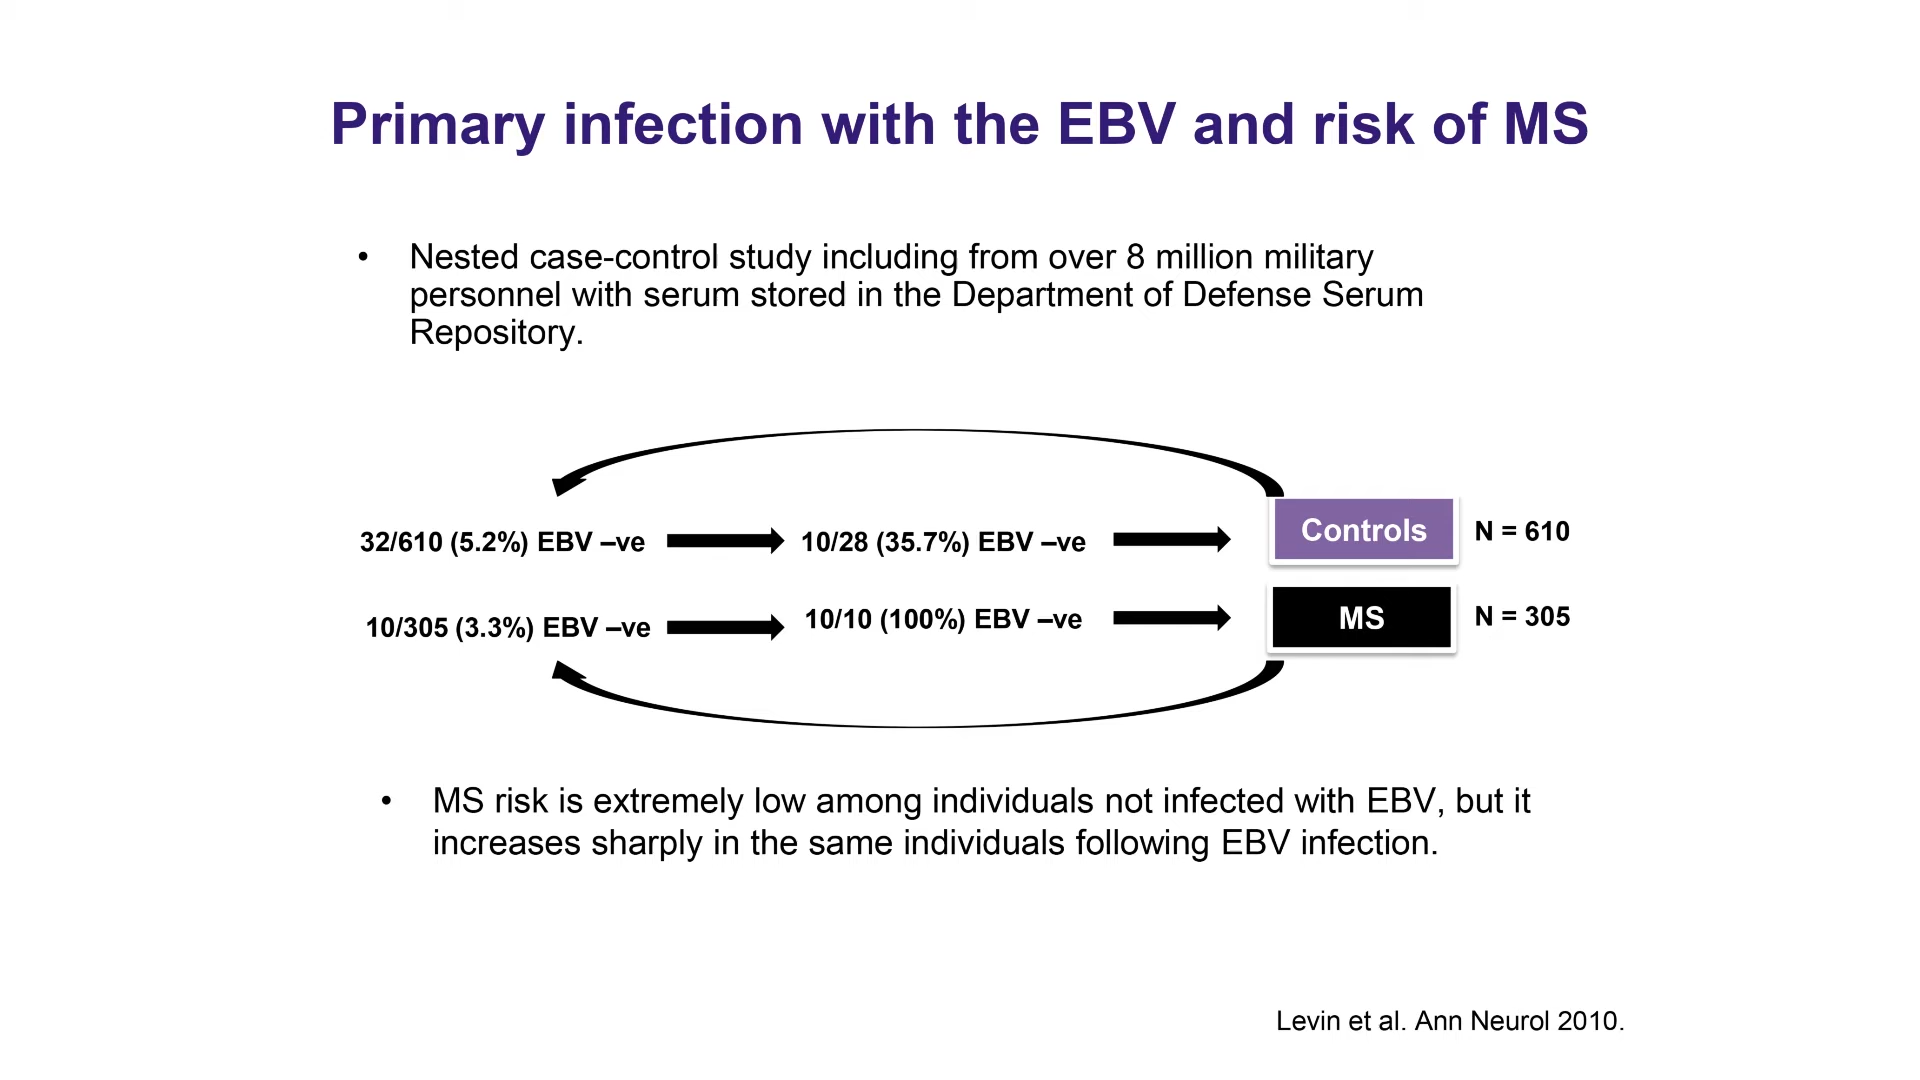 Primary infection with the EBV and risk of MS
• Nested case-control study including from over 8 million military
personnel with serum stored in the Department of Defense Serum
Repository.
32/610 (5.2%) EBV –ve 10/28 (35.7%) EBV –ve Controls N = 610
10/305 (3.3%) EBV –ve 10/10 (100%) EBV –ve MS N = 305
• MS risk is extremely low among individuals not infected with EBV, but it
increases sharply in the same individuals following EBV infection.
Levin et al. Ann Neurol 2010.